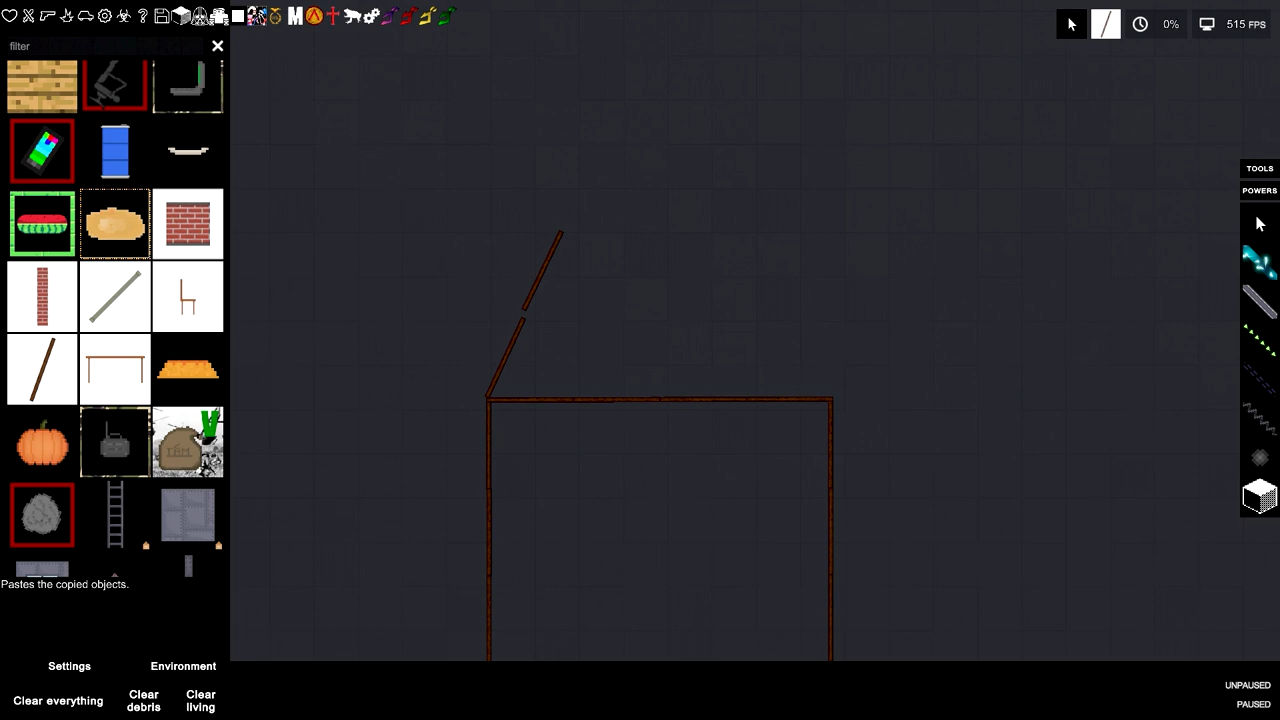 0%
515 FPS
filter
TOOLS
POWERS
Pastes the copied objects.
Settings
Environment
Clear everything
Clear debris
Clear living
UNPAUSED
PAUSED